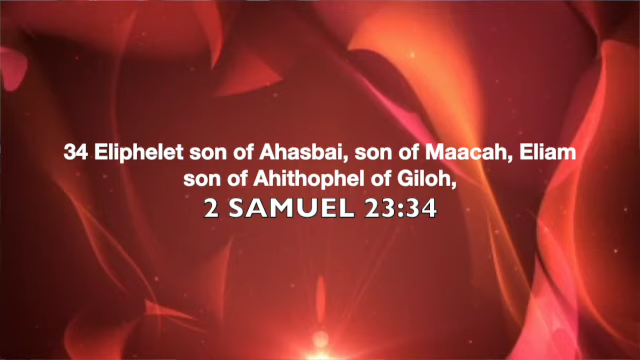 34 Eliphelet son of Ahasbai, son of Maacah, Eliam
son of Ahithophel of Giloh,
2 SAMUEL 23:34